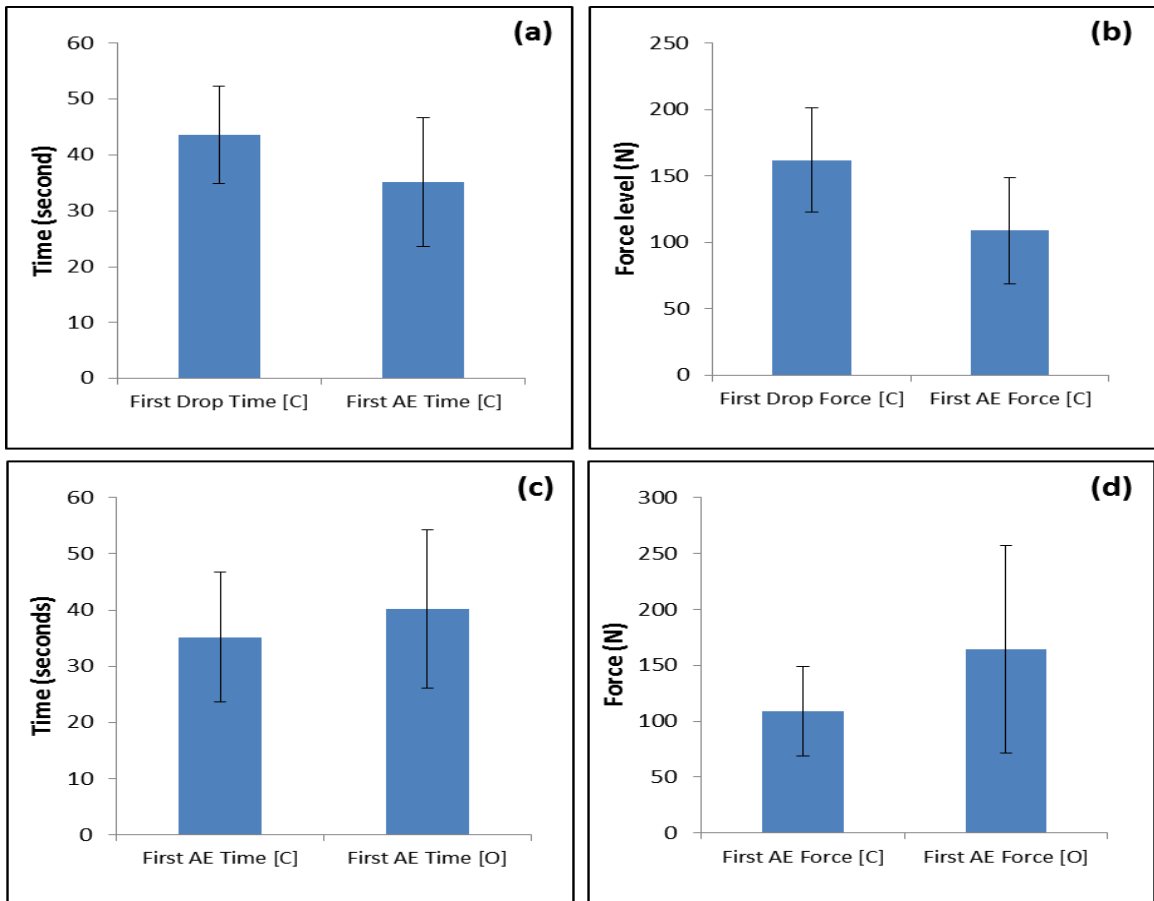 (a)
Time (second)
60
50
40
30
20
10
0
First Drop Time [C] First AE Time [C]
(b)
Force level (N)
250
200
150
100
50
0
First Drop Force [C] First AE Force [C]
(c)
Time (seconds)
60
50
40
30
20
10
0
First AE Time [C] First AE Time [O]
(d)
Force (N)
300
250
200
150
100
50
0
First AE Force [C] First AE Force [O]